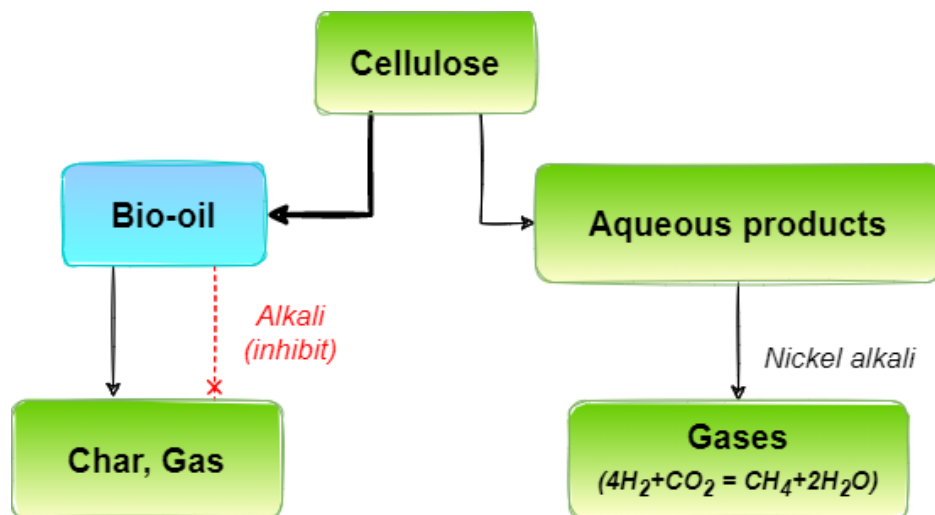 Cellulose
Bio-oil
Aqueous products
Alkali
(inhibit)
Nickel alkali
Char, Gas
Gases
(4H₂+CO₂ = CH₄+2H₂O)